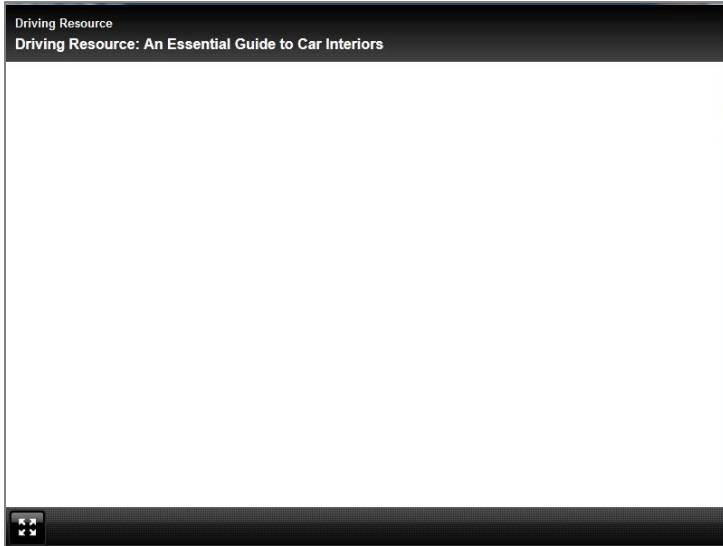 Driving Resource
Driving Resource: An Essential Guide to Car Interiors